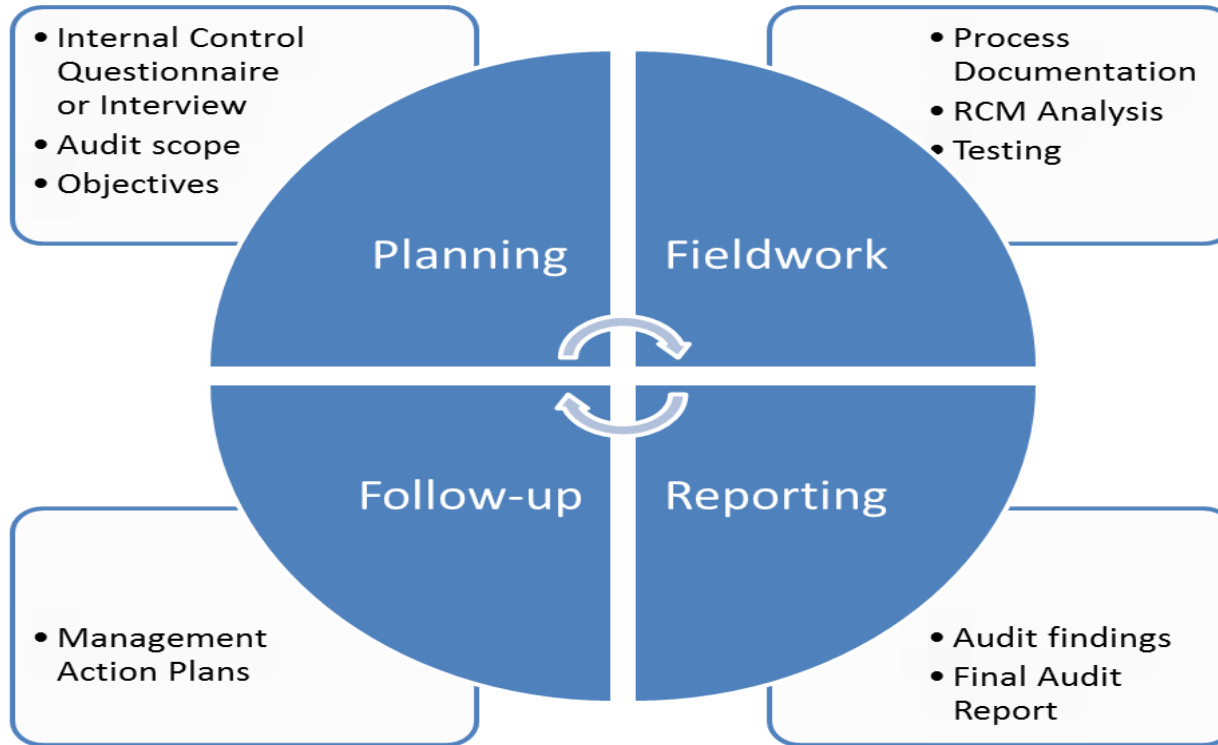 • Internal Control
Questionnaire
or Interview
• Audit scope
• Objectives
• Process
Documentation
• RCM Analysis
• Testing
Planning
Fieldwork
Follow-up
Reporting
• Management
Action Plans
• Audit findings
• Final Audit
Report